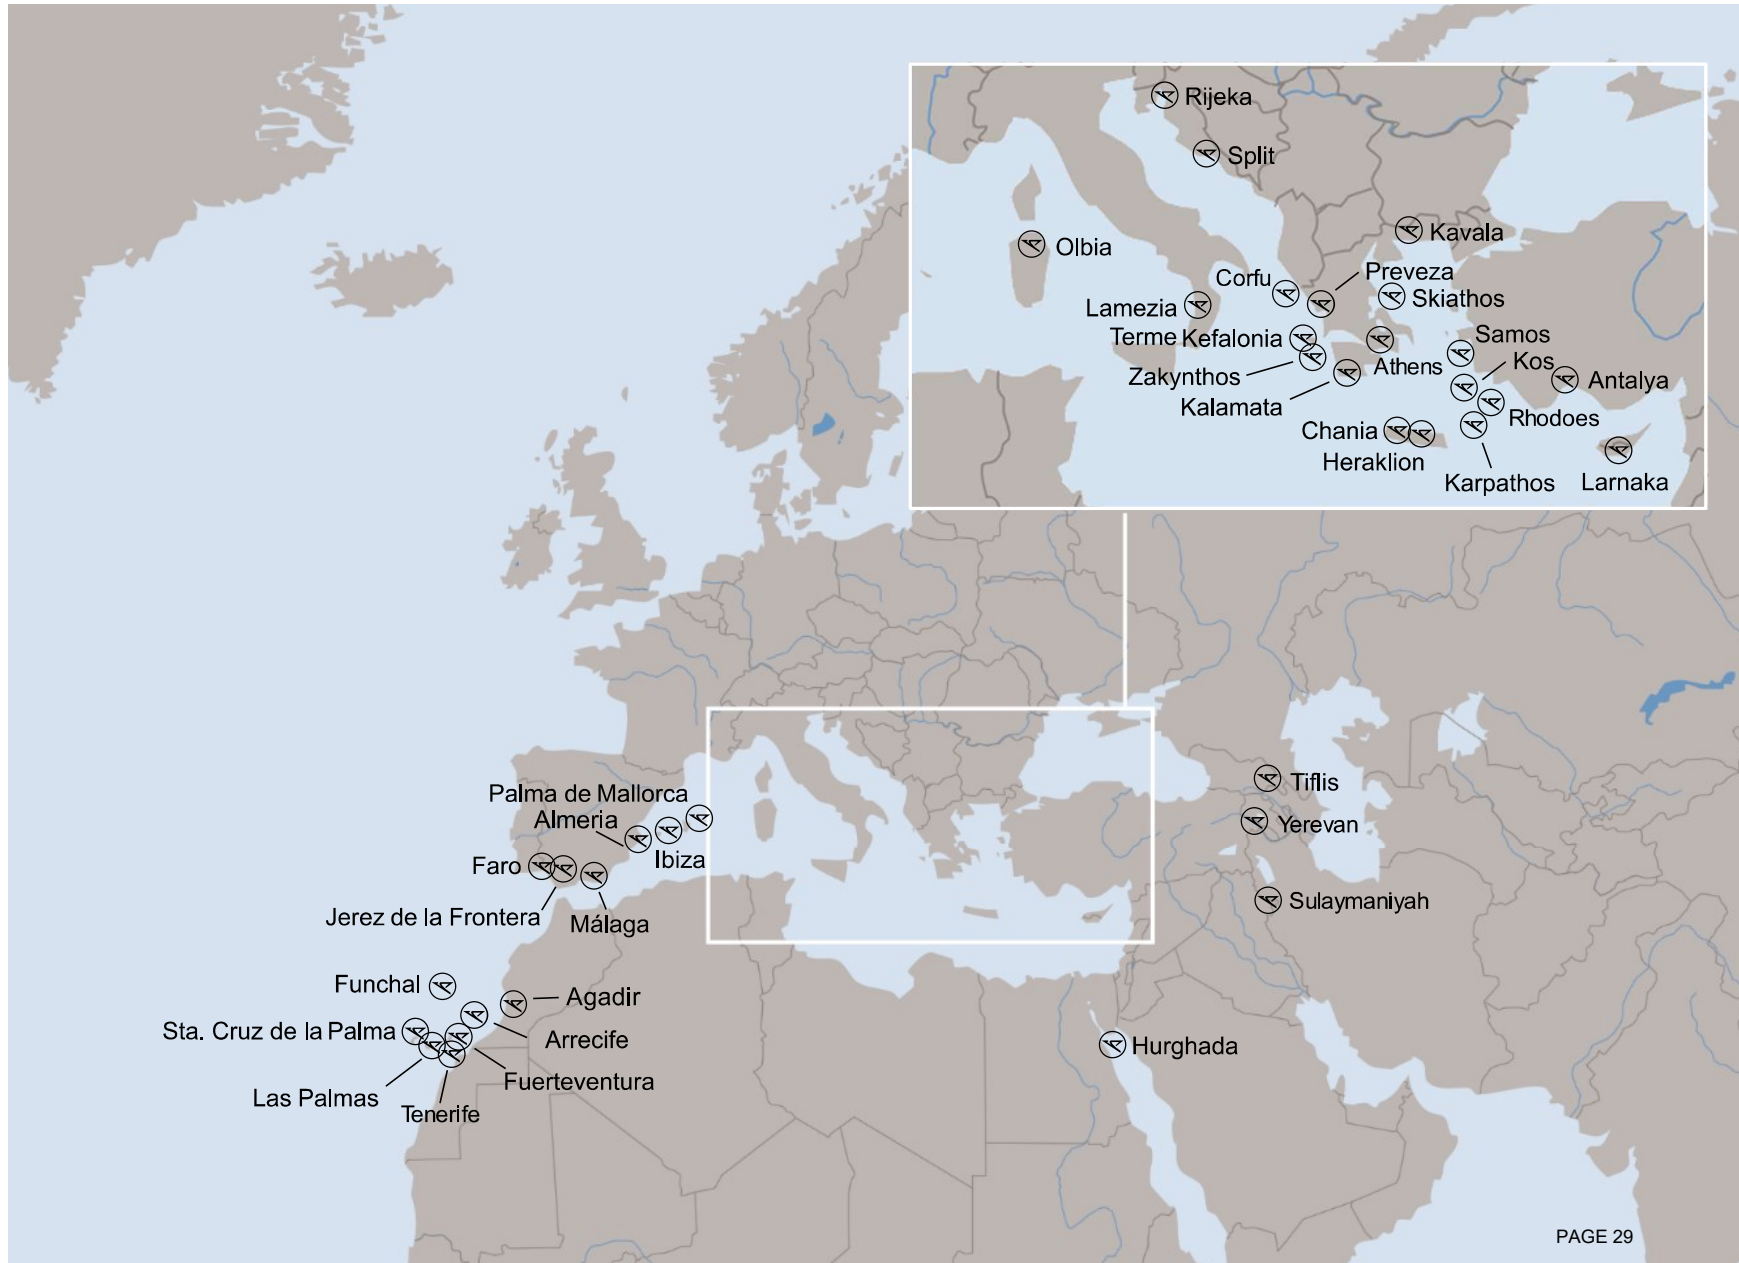 Rijeka
Split
Kavala
Olbia
Preveza
Corfu
Skiathos
Lamezia
Terme
Kefalonia
Samos
Kos
Athens
Zakynthos
Antalya
Kalamata
Rhodoes
Chania
Heraklion
Karpathos
Larnaka
Tiflis
Palma de Mallorca
Almeria
Yerevan
Ibiza
Faro
Sulaymaniyah
Jerez de la Frontera
Málaga
Funchal
Agadir
Sta. Cruz de la Palma
Arrecife
Hurghada
Fuerteventura
Las Palmas
Tenerife
PAGE 29